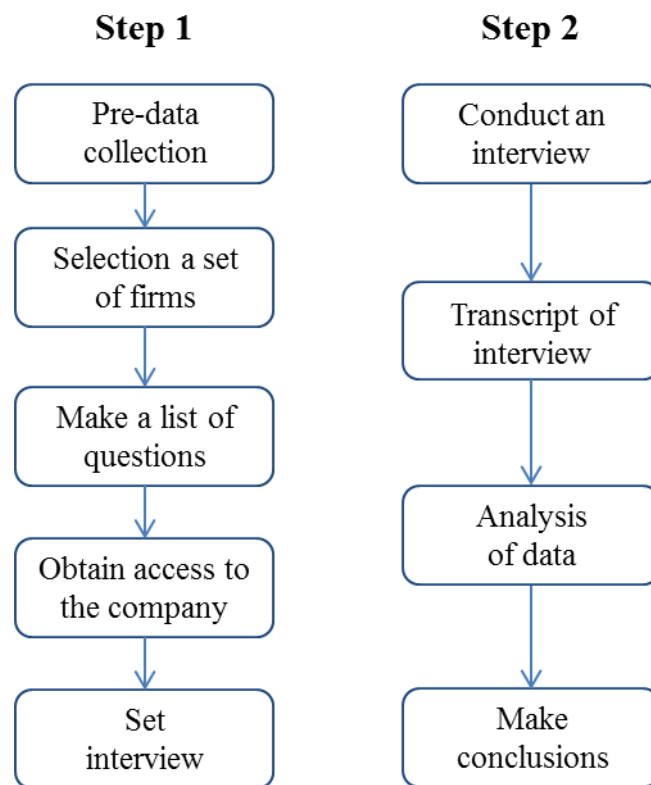 Step 1
Pre-data
collection
Selection a set
of firms
Make a list of
questions
Obtain access to
the company
Set
interview
Step 2
Conduct an
interview
Transcript of
interview
Analysis
of data
Make
conclusions